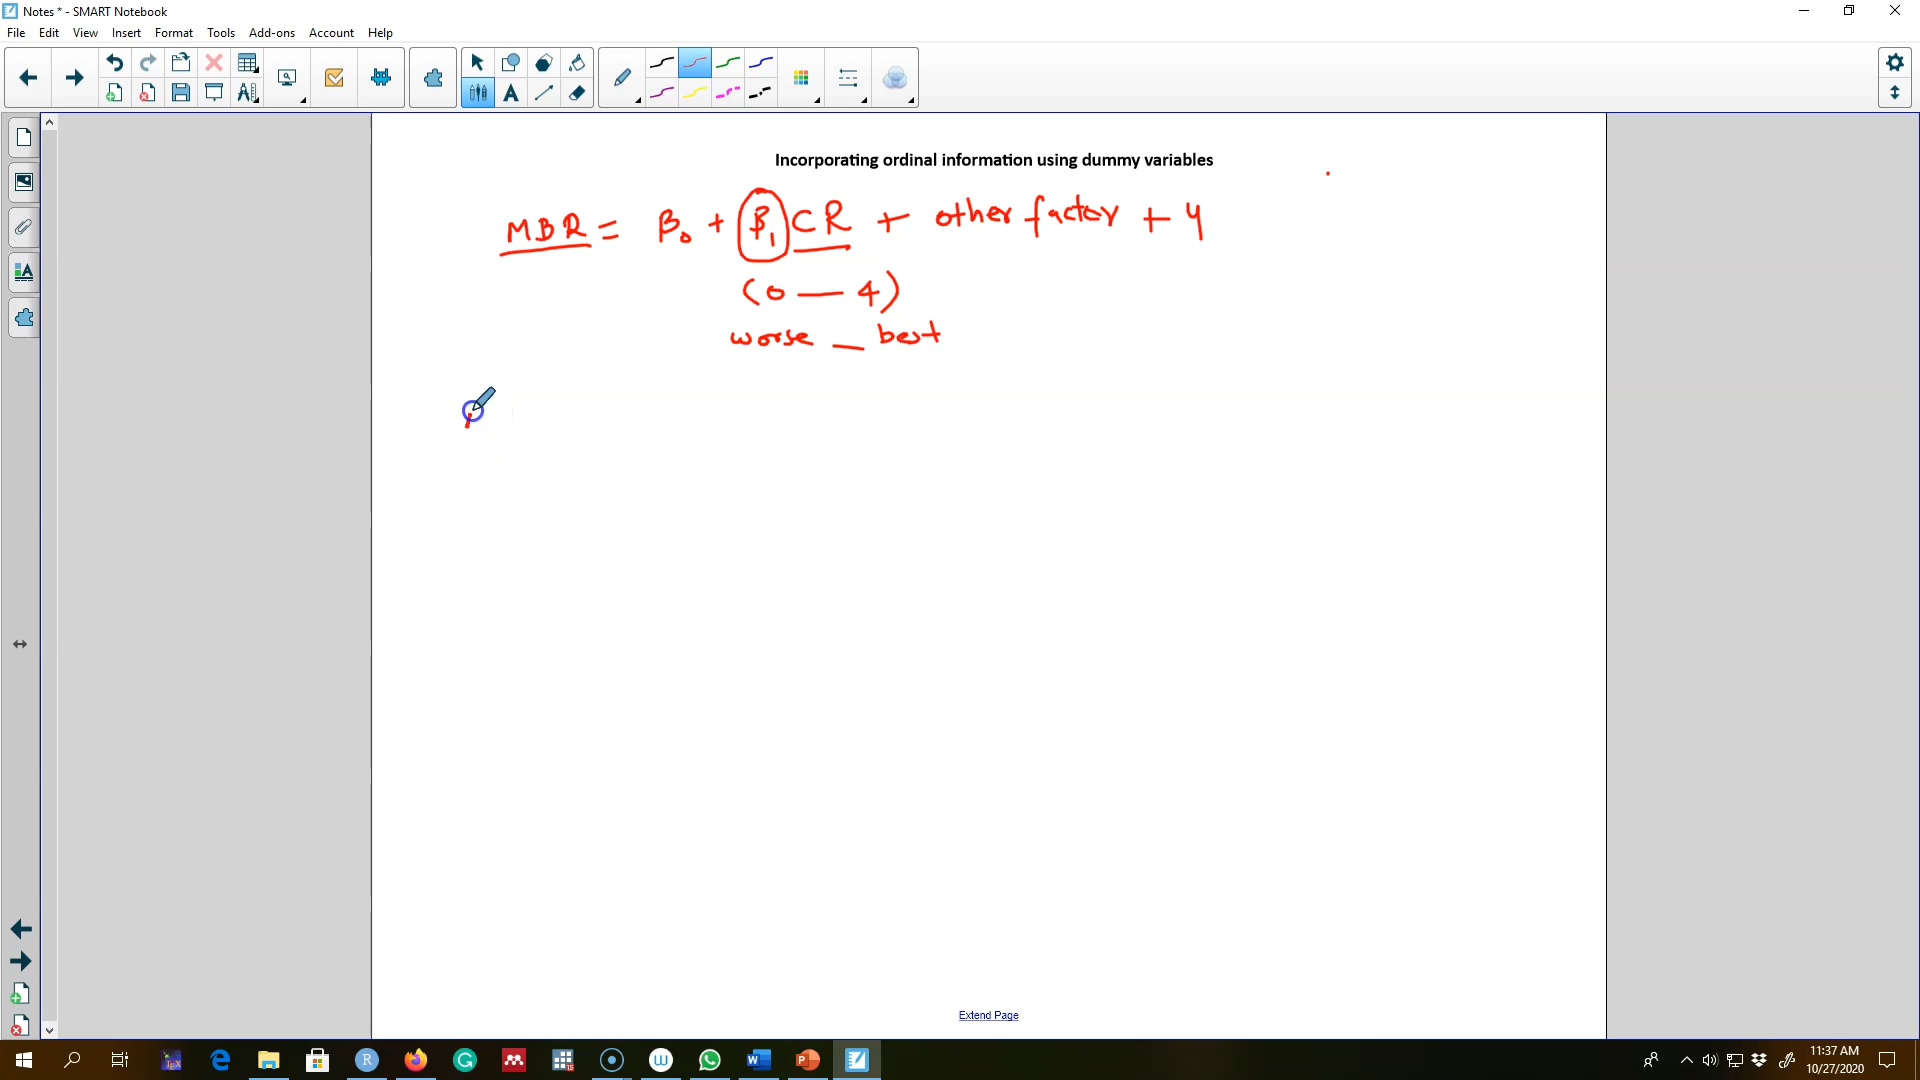 Notes * - SMART Notebook
File Edit View Insert Format Tools Add-ons Account Help
Incorporating ordinal information using dummy variables
MBR = β₀ + β₁ CR + other factor + u
(0 — 4)
worse — best
Extend Page
11:37 AM
10/27/2020